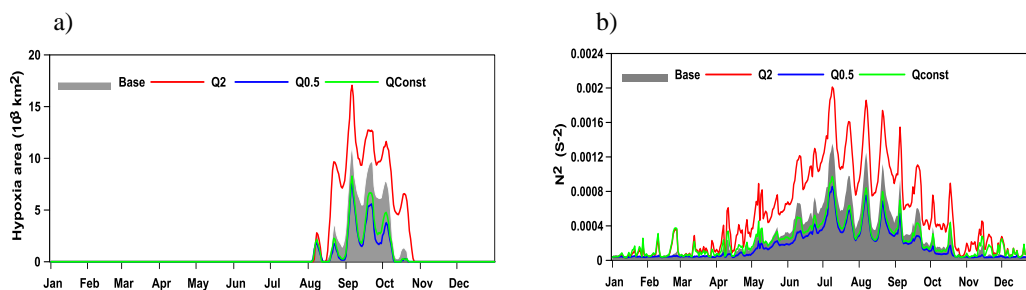 a)
20
15
10
5
0
Hypoxia area (10³ km²)
Base Q2 Q0.5 QConst
Jan Feb Mar Apr May Jun Jul Aug Sep Oct Nov Dec
b)
0.0024
0.002
0.0016
0.0012
0.0008
0.0004
0
N² (S-2)
Base Q2 Q0.5 QConst
Jan Feb Mar Apr May Jun Jul Aug Sep Oct Nov Dec